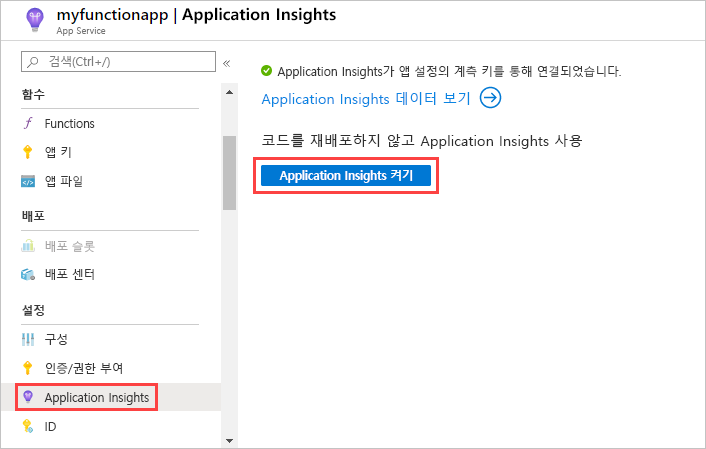 myfunctionapp | Application Insights
App Service
검색(Ctrl+/)
함수
Functions
앱 키
앱 파일
배포
배포 슬롯
배포 센터
설정
구성
인증/권한 부여
Application Insights
ID
Application Insights가 앱 설정의 계측 키를 통해 연결되었습니다.
Application Insights 데이터 보기
코드를 재배포하지 않고 Application Insights 사용
Application Insights 켜기